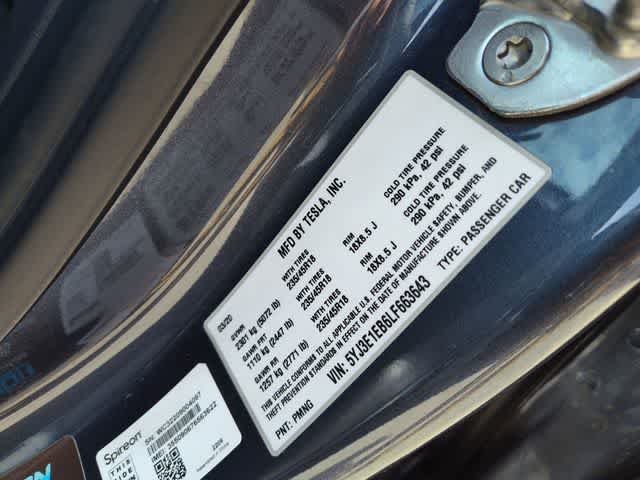 MFD BY TESLA, INC.
03/20
GVWR
2301 kg (5072 lb)
GAWR FRT
1110 kg (2447 lb)
GAWR RR
1257 kg (2771 lb)
WITH TIRES
235/45R18
WITH TIRES
235/45R18
RIM
18X8.5 J
RIM
18X8.5 J
COLD TIRE PRESSURE
290 kPa, 42 psi
COLD TIRE PRESSURE
290 kPa, 42 psi
THIS VEHICLE CONFORMS TO ALL APPLICABLE U.S. FEDERAL MOTOR VEHICLE SAFETY, BUMPER, AND
THEFT PREVENTION STANDARDS IN EFFECT ON THE DATE OF MANUFACTURE SHOWN ABOVE.
VIN: 5YJ3E1EB6LF663643
TYPE: PASSENGER CAR
PNT: PMNG
Spireon
THIS
SIDE